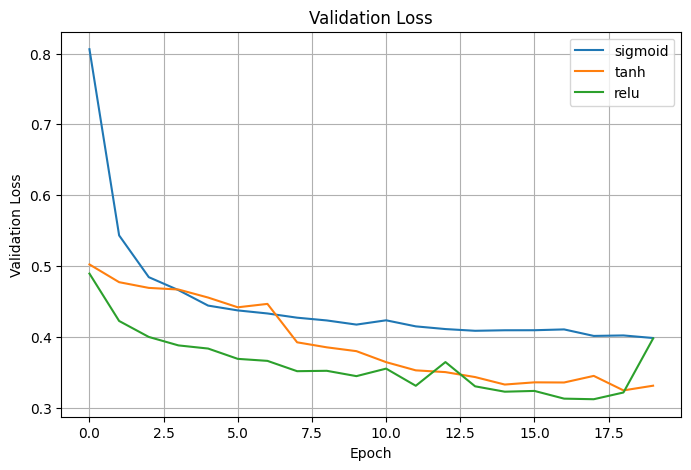 Validation Loss
sigmoid
tanh
relu
0.8
0.7
0.6
0.5
0.4
0.3
Validation Loss
0.0 2.5 5.0 7.5 10.0 12.5 15.0 17.5
Epoch